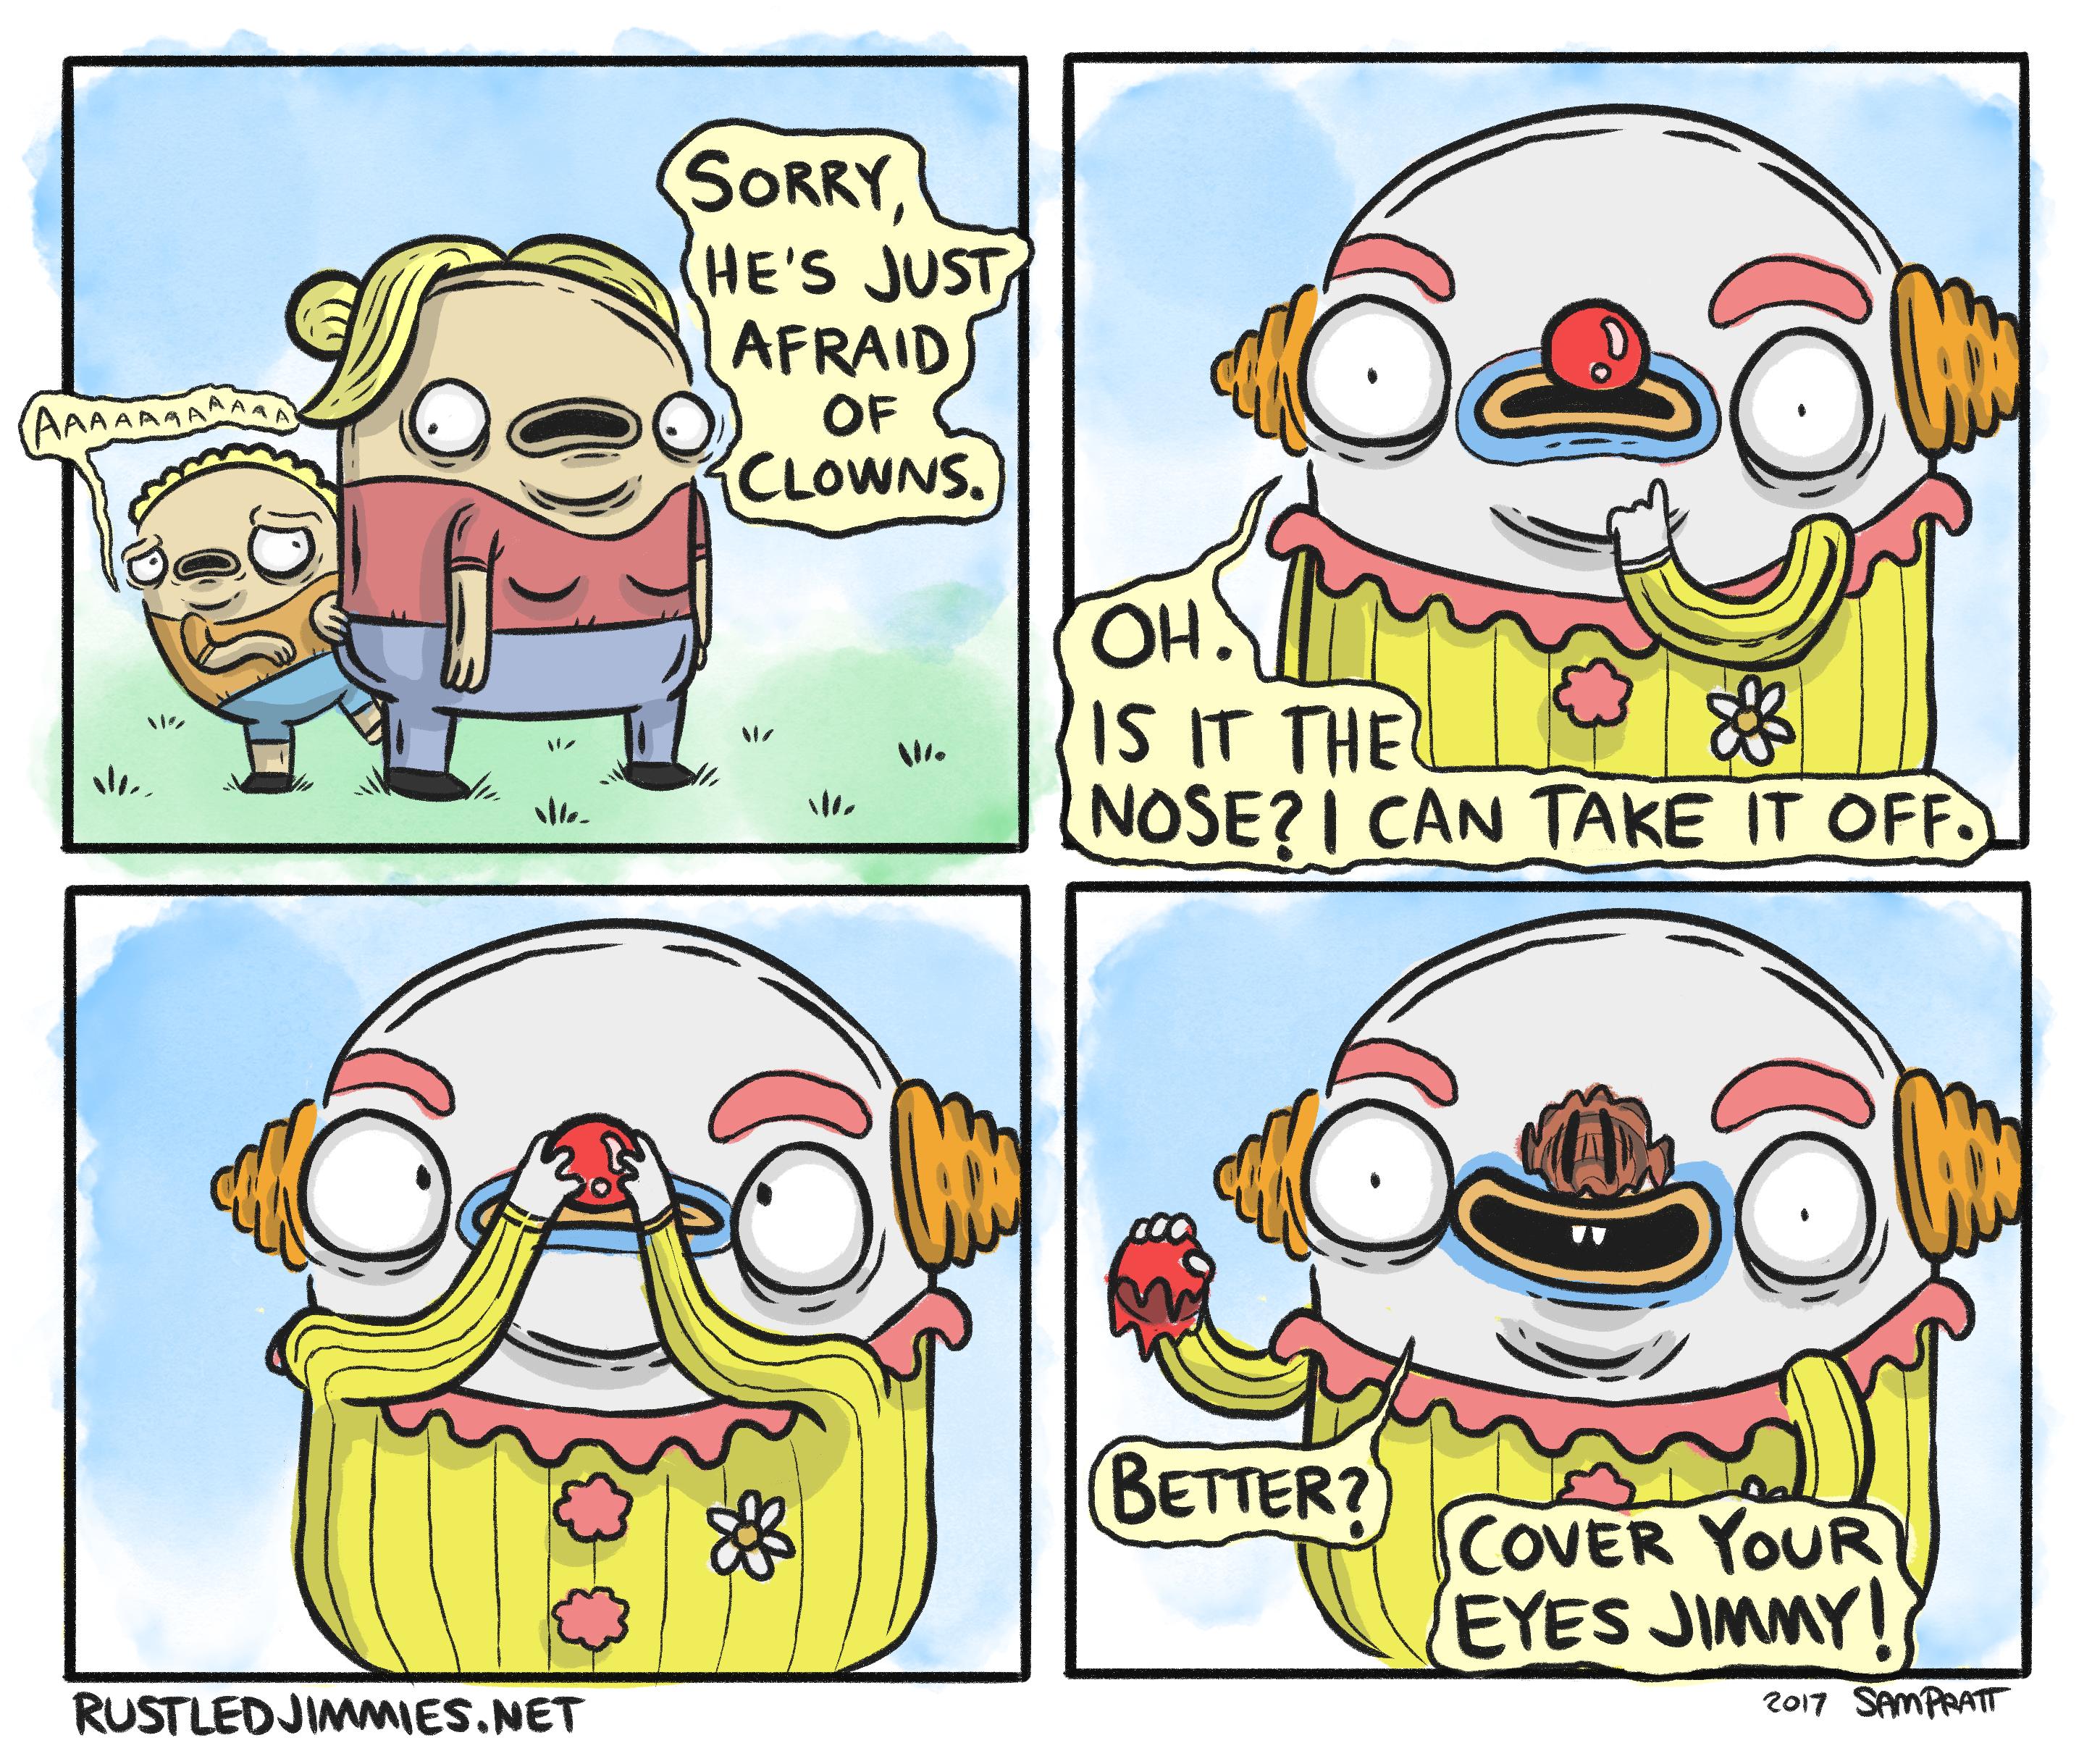 AAAAAAAAAAAA
SORRY,
HE'S JUST
AFRAID
OF
CLOWNS.
OH.
IS IT THE
NOSE? I CAN TAKE IT OFF.
BETTER?
COVER YOUR
EYES JIMMY!
RUSTLEDJIMMIES.NET
2017 SAMPRATT